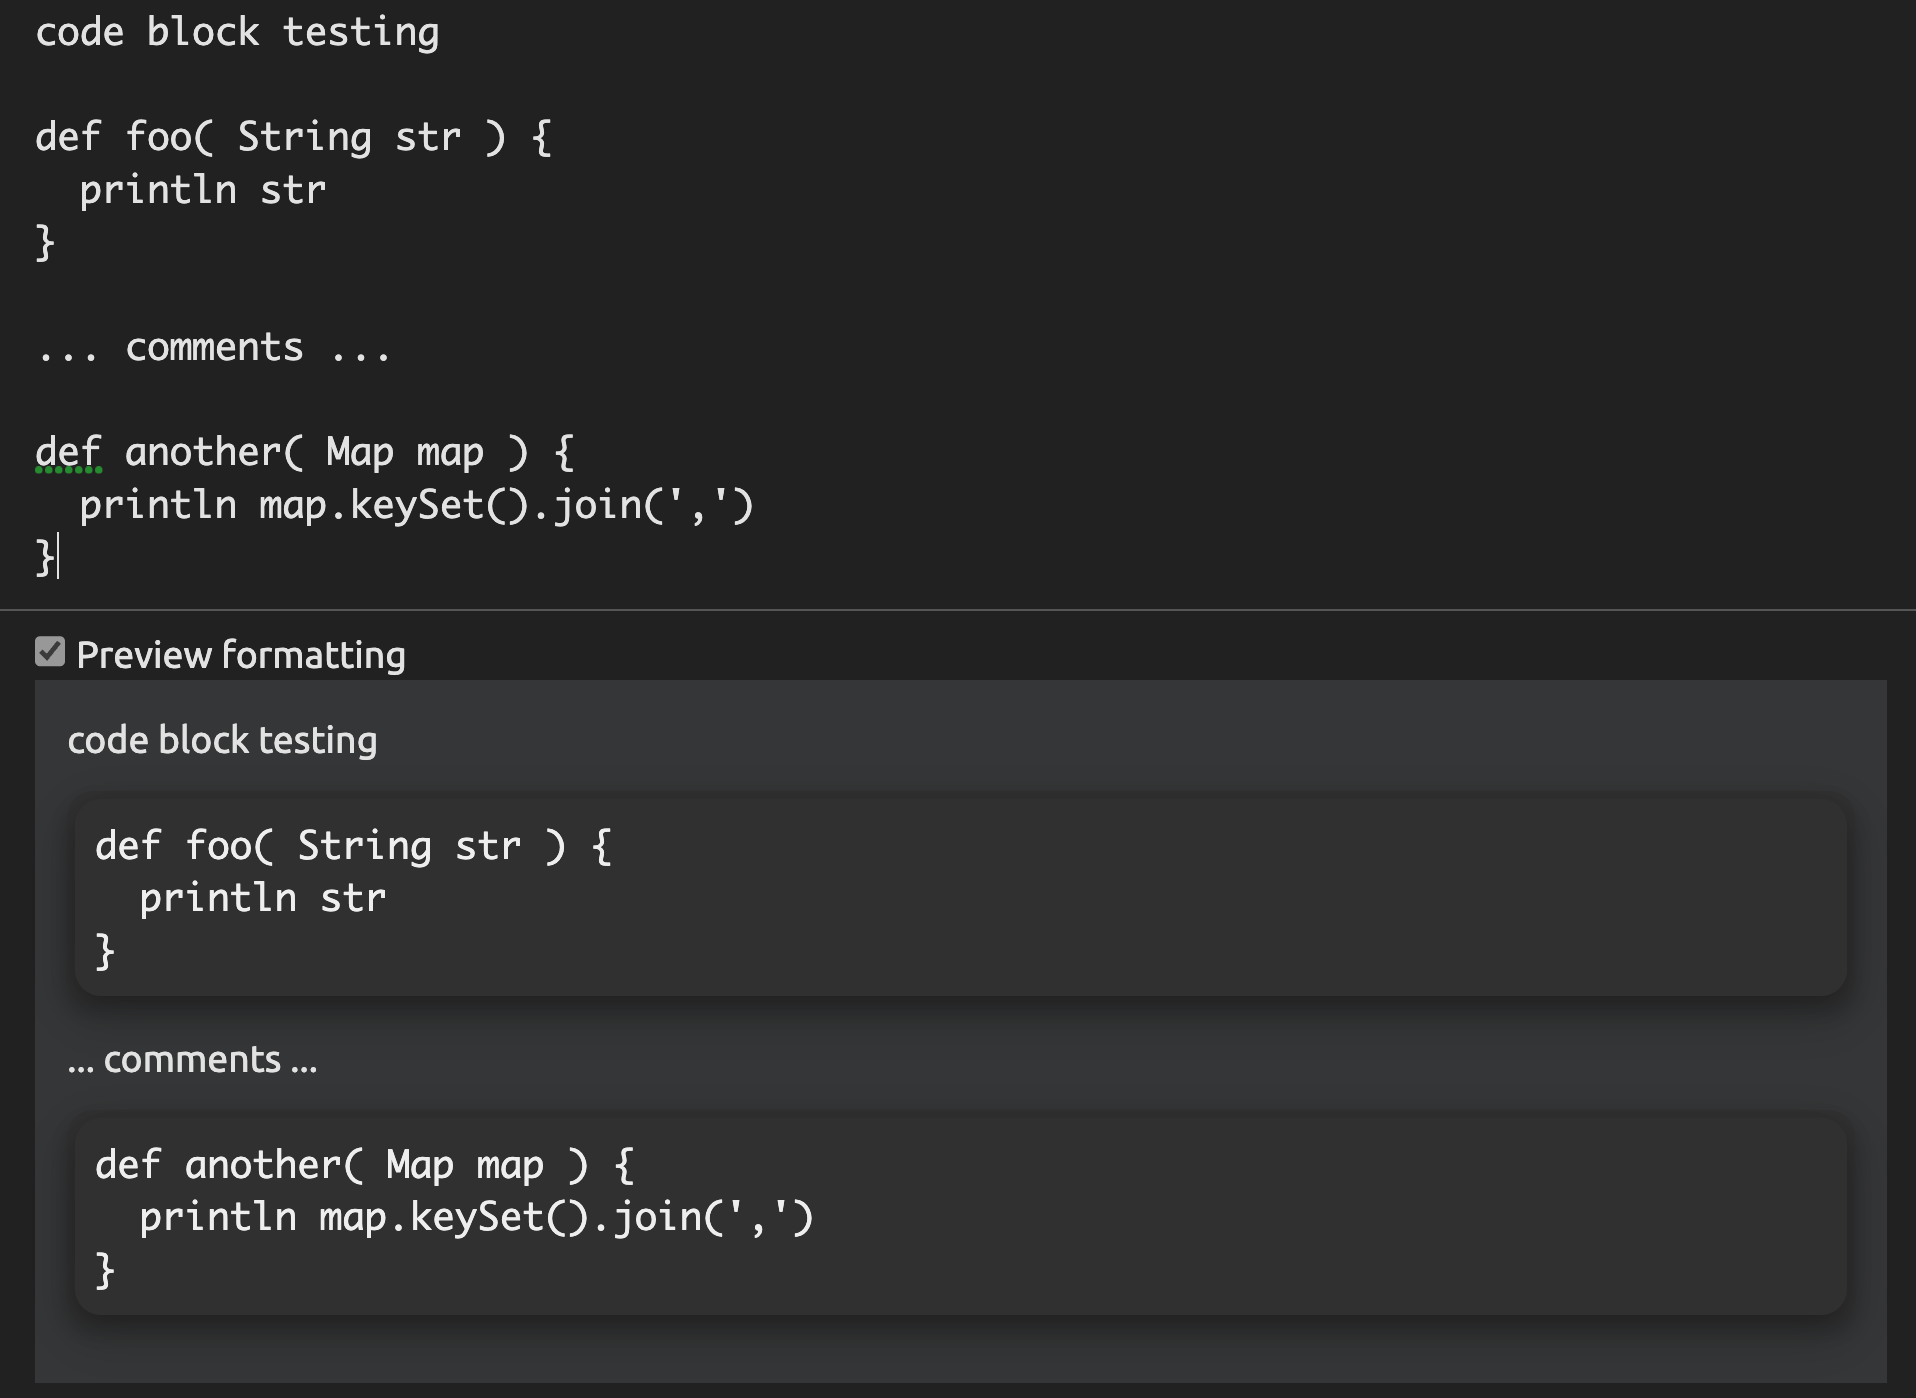 code block testing
def foo( String str ) {
  println str
}
... comments ...
def another( Map map ) {
  println map.keySet().join(',')
}
Preview formatting
code block testing
def foo( String str ) {
  println str
}
... comments ...
def another( Map map ) {
  println map.keySet().join(',')
}